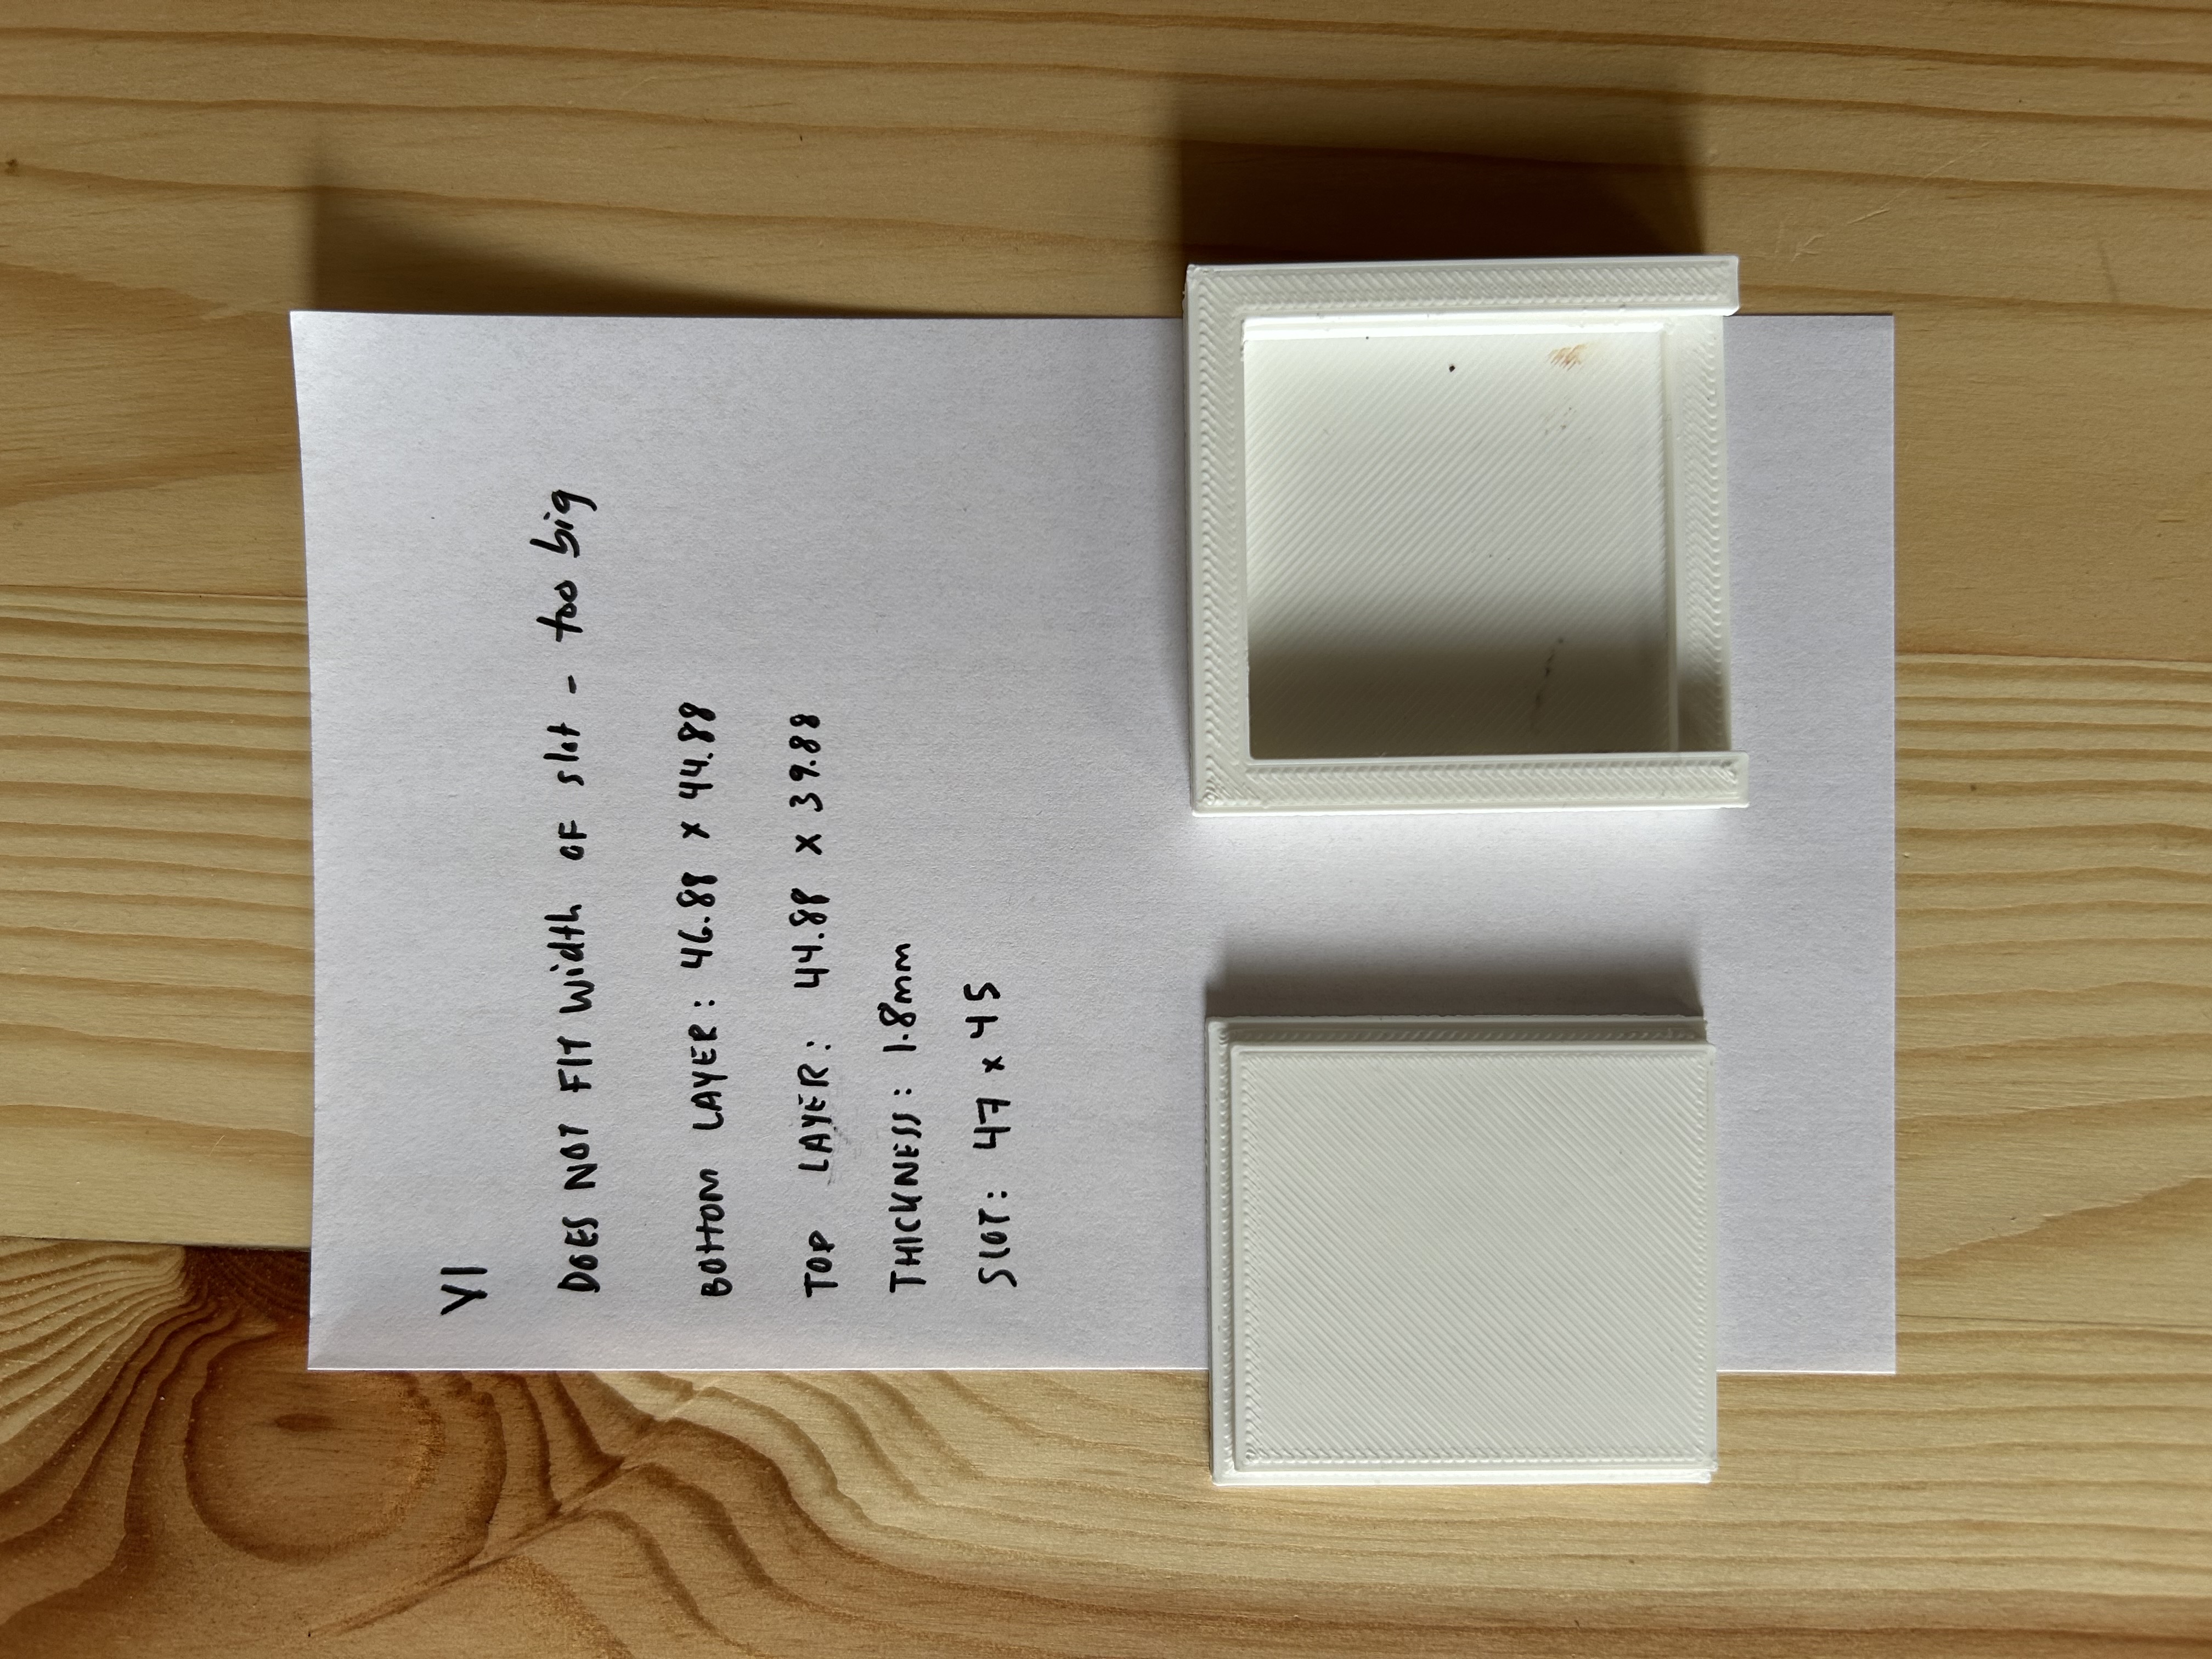 V1
DOES NOT FIT width OF slot - too big
BOttOM LAYER: 46.88 x 44.88
TOP LAYER: 44.88 x 39.88
THICKNESS: 1.8mm
SLOT: 47 x 45